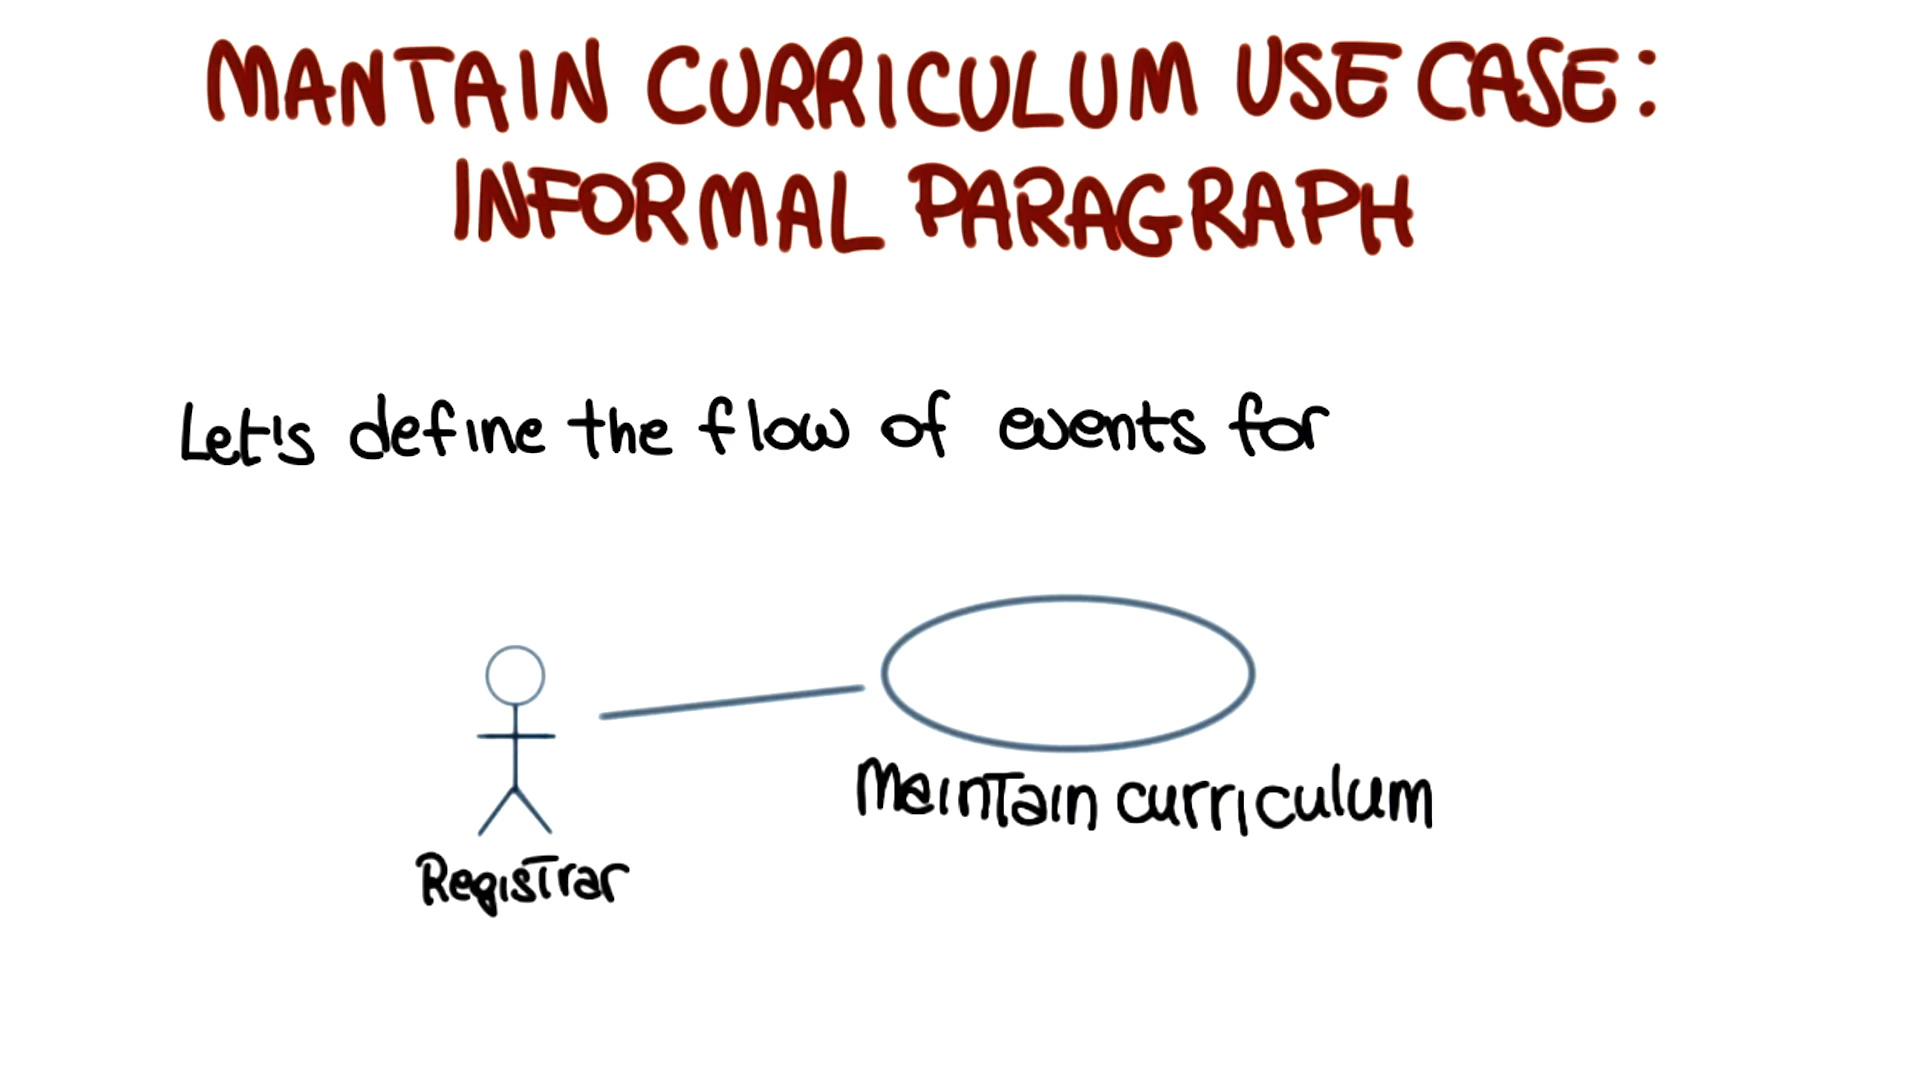 MANTAIN CURRICULUM USE CASE:
INFORMAL PARAGRAPH
Let's define the flow of events for
Maintain curriculum
Registrar